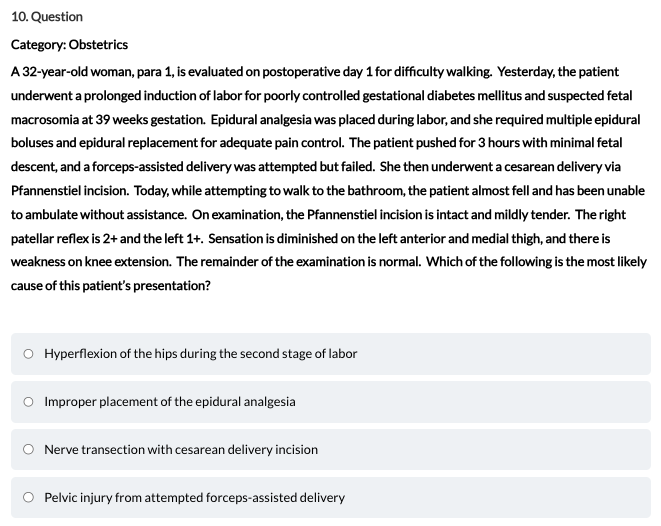 10. Question
Category: Obstetrics
A 32-year-old woman, para 1, is evaluated on postoperative day 1 for difficulty walking. Yesterday, the patient
underwent a prolonged induction of labor for poorly controlled gestational diabetes mellitus and suspected fetal
macrosomia at 39 weeks gestation. Epidural analgesia was placed during labor, and she required multiple epidural
boluses and epidural replacement for adequate pain control. The patient pushed for 3 hours with minimal fetal
descent, and a forceps-assisted delivery was attempted but failed. She then underwent a cesarean delivery via
Pfannenstiel incision. Today, while attempting to walk to the bathroom, the patient almost fell and has been unable
to ambulate without assistance. On examination, the Pfannenstiel incision is intact and mildly tender. The right
patellar reflex is 2+ and the left 1+. Sensation is diminished on the left anterior and medial thigh, and there is
weakness on knee extension. The remainder of the examination is normal. Which of the following is the most likely
cause of this patient's presentation?
Hyperflexion of the hips during the second stage of labor
Improper placement of the epidural analgesia
Nerve transection with cesarean delivery incision
Pelvic injury from attempted forceps-assisted delivery